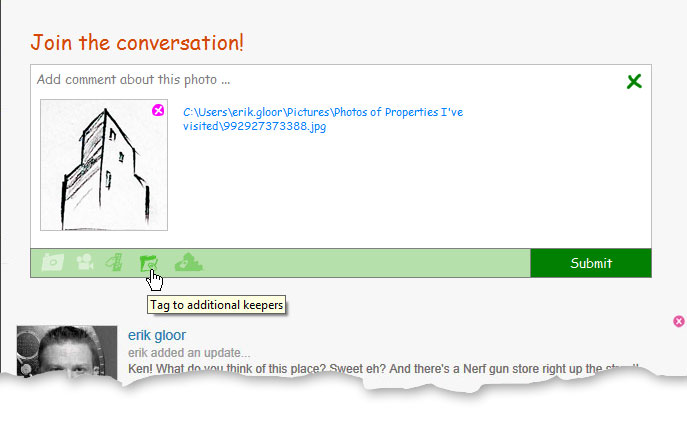 Join the conversation!
Add comment about this photo ...
C:\Users\erik.gloor\Pictures\Photos of Properties I've
visited\992927373388.jpg
Submit
Tag to additional keepers
erik gloor
erik added an update...
Ken! What do you think of this place? Sweet eh? And there's a Nerf gun store right up the street!